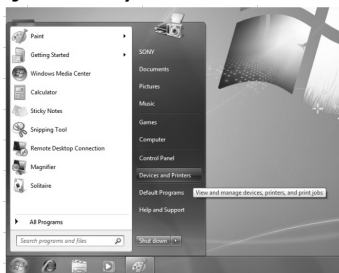 Paint
Getting Started
Windows Media Center
Calculator
Sticky Notes
Snipping Tool
Remote Desktop Connection
Magnifier
Solitaire
All Programs
Search programs and files
SONY
Documents
Pictures
Music
Games
Computer
Control Panel
Devices and Printers
Default Programs
View and manage devices, printers, and print jobs
Help and Support
Shut down